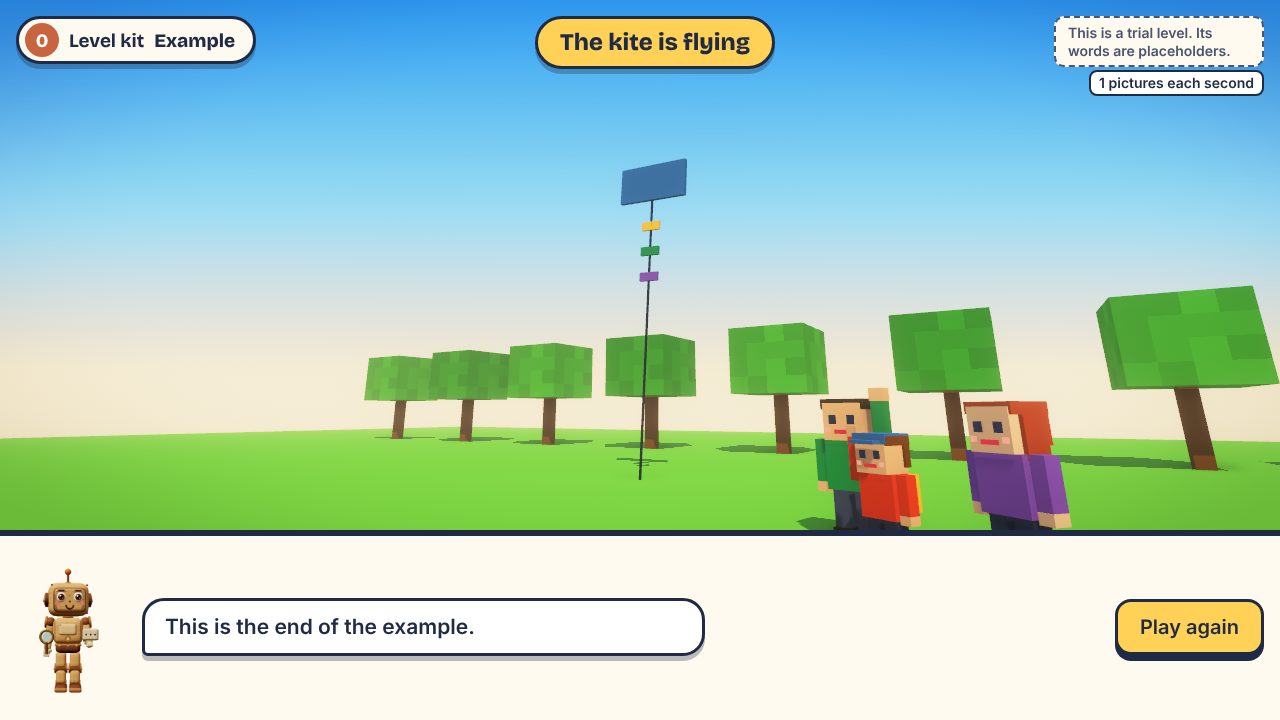 0 Level kit Example
The kite is flying
This is a trial level. Its
words are placeholders.
1 pictures each second
This is the end of the example.
Play again